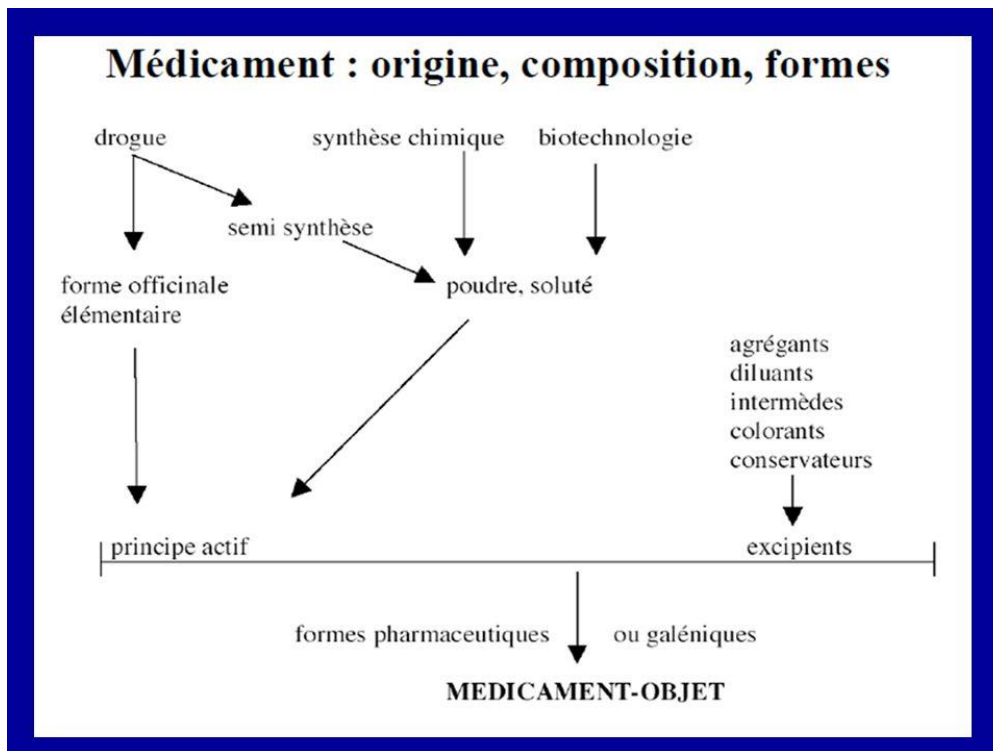 Médicament : origine, composition, formes
drogue
synthèse chimique
biotechnologie
semi synthèse
forme officinale
élémentaire
poudre, soluté
agrégants
diluants
intermèdes
colorants
conservateurs
principe actif
excipients
formes pharmaceutiques
ou galéniques
MEDICAMENT-OBJET